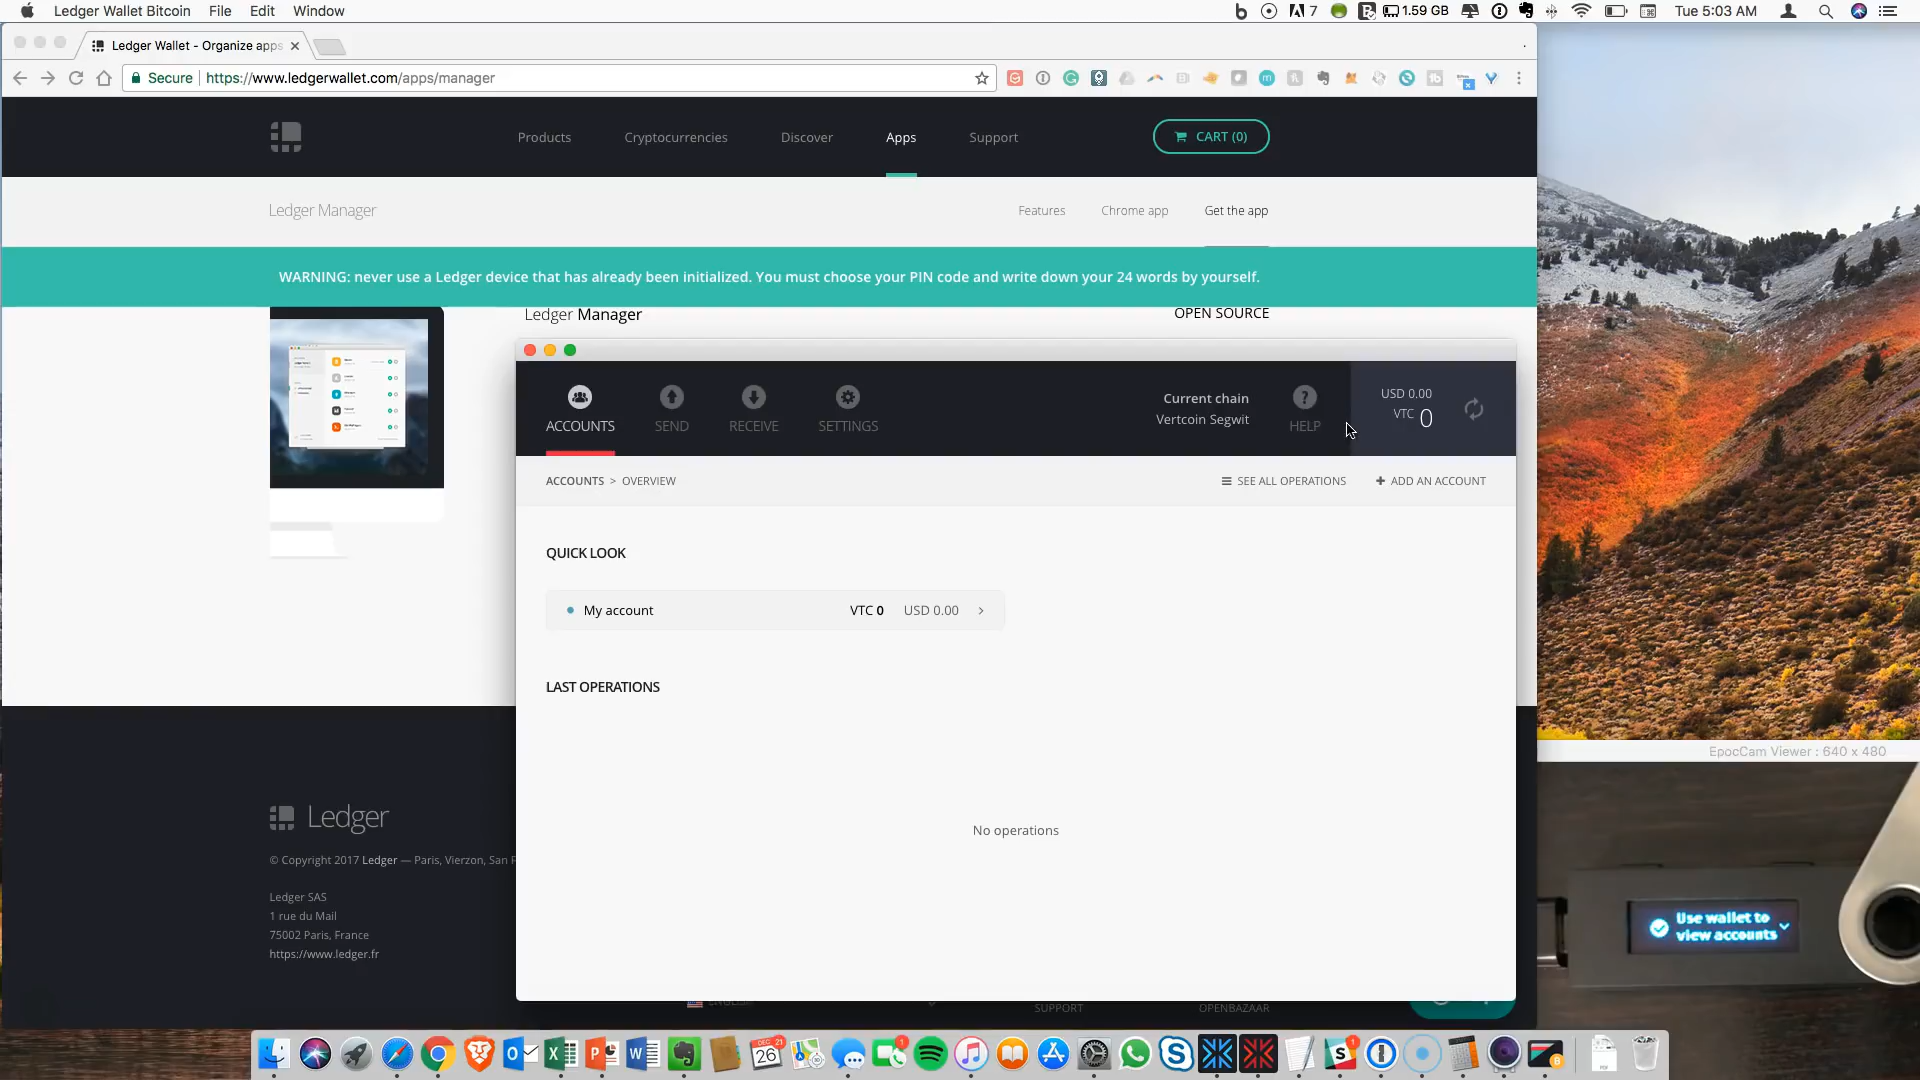 Ledger Wallet Bitcoin File Edit Window
7 1.59 GB Tue 5:03 AM
Ledger Wallet - Organize apps
Secure https://www.ledgerwallet.com/apps/manager
Products Cryptocurrencies Discover Apps Support CART (0)
Ledger Manager Features Chrome app Get the app
WARNING: never use a Ledger device that has already been initialized. You must choose your PIN code and write down your 24 words by yourself.
Ledger Manager OPEN SOURCE
ACCOUNTS SEND RECEIVE SETTINGS
Current chain
Vertcoin Segwit
HELP
USD 0.00
VTC 0
ACCOUNTS > OVERVIEW SEE ALL OPERATIONS + ADD AN ACCOUNT
QUICK LOOK
My account VTC 0 USD 0.00
LAST OPERATIONS
No operations
EpocCam Viewer : 640 x 480
Use wallet to
view accounts
Ledger
© Copyright 2017 Ledger — Paris, Vierzon, San F
Ledger SAS
1 rue du Mail
75002 Paris, France
https://www.ledger.fr
SUPPORT OPENBAZAAR
DEC
26